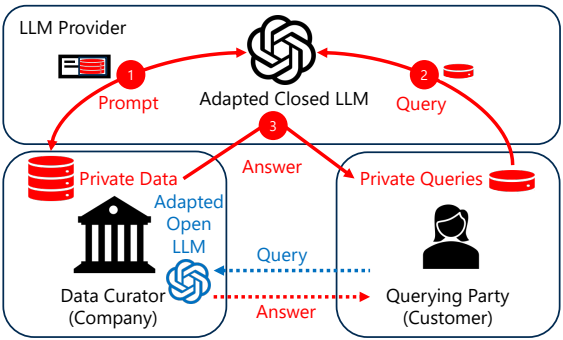 LLM Provider
1
2
Prompt
Adapted Closed LLM
Query
3
Private Data
Answer
Private Queries
Adapted
Open
LLM
Query
Data Curator
(Company)
Answer
Querying Party
(Customer)